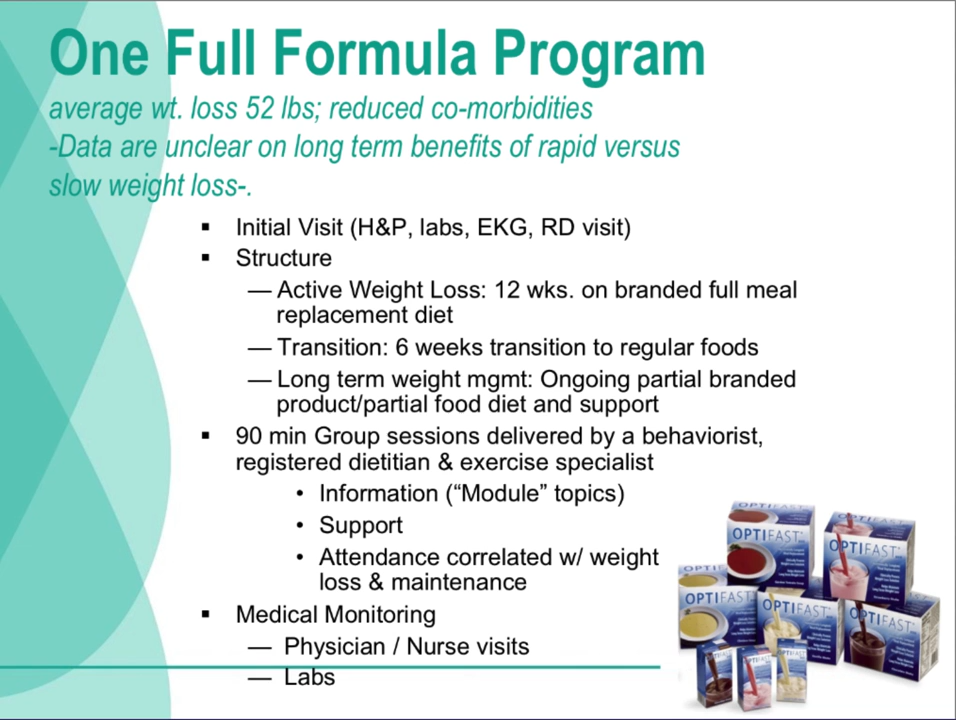 One Full Formula Program
average wt. loss 52 lbs; reduced co-morbidities
-Data are unclear on long term benefits of rapid versus
slow weight loss-.
▪ Initial Visit (H&P, labs, EKG, RD visit)
▪ Structure
— Active Weight Loss: 12 wks. on branded full meal
replacement diet
— Transition: 6 weeks transition to regular foods
— Long term weight mgmt: Ongoing partial branded
product/partial food diet and support
▪ 90 min Group sessions delivered by a behaviorist,
registered dietitian & exercise specialist
• Information (“Module” topics)
• Support
• Attendance correlated w/ weight
loss & maintenance
▪ Medical Monitoring
— Physician / Nurse visits
— Labs
OPTIFAST
OPTIFAST
OPTIFAST
OPTIFAST
OPTIFAST
OPTIFAST
OPTIFAST
OPTIFAST